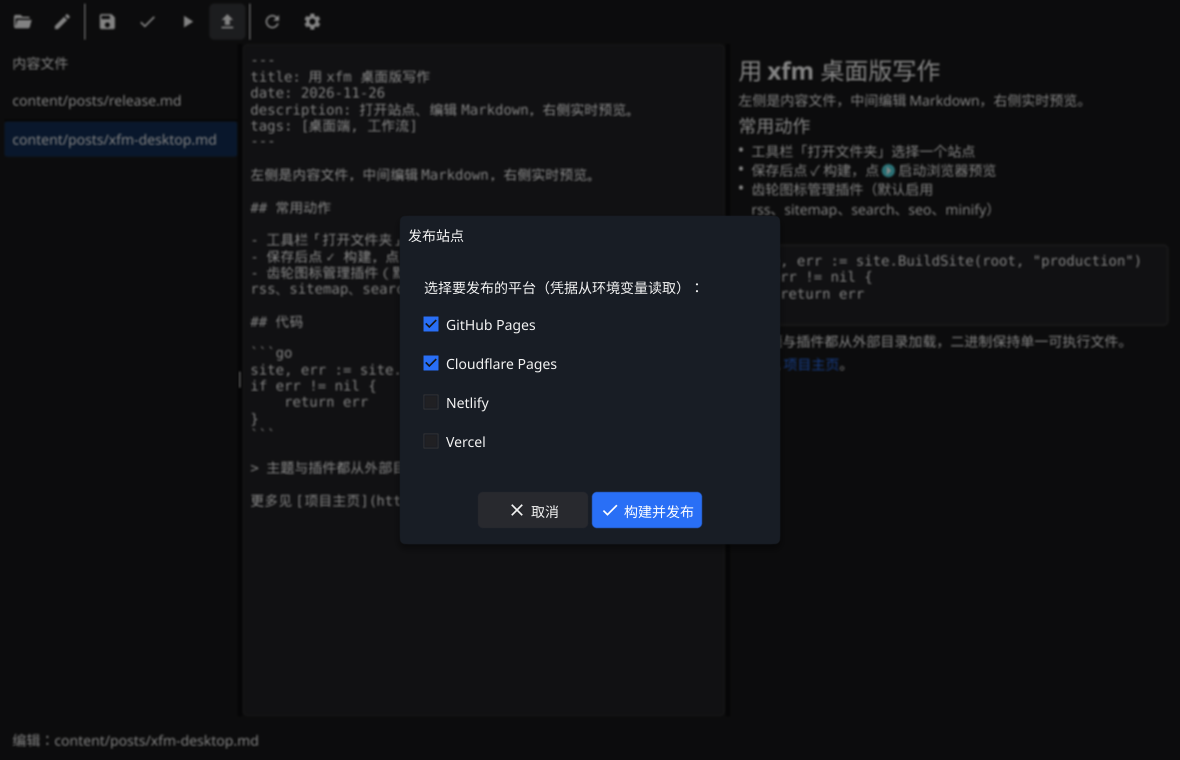 内容文件
content/posts/release.md
content/posts/xfm-desktop.md
---
title: 用 xfm 桌面版写作
date: 2026-11-26
description: 打开站点、编辑 Markdown，右侧实时预览。
tags: [桌面端, 工作流]
---
左侧是内容文件，中间编辑 Markdown，右侧实时预览。
## 常用动作
- 工具栏「打开文件夹」
- 保存后点 ✓ 构建，点
- 齿轮图标管理插件（
rss、sitemap、sear
## 代码
```go
site, err := site.
if err != nil {
    return err
}
```
> 主题与插件都从外部目
更多见 [项目主页](htt
用 xfm 桌面版写作
左侧是内容文件，中间编辑 Markdown，右侧实时预览。
常用动作
• 工具栏「打开文件夹」选择一个站点
• 保存后点 ✓ 构建，点 ▶ 启动浏览器预览
• 齿轮图标管理插件（默认启用
rss、sitemap、search、seo、minify）
, err := site.BuildSite(root, "production")
rr != nil {
return err
与插件都从外部目录加载，二进制保持单一可执行文件。
项目主页。
发布站点
选择要发布的平台（凭据从环境变量读取）：
GitHub Pages
Cloudflare Pages
Netlify
Vercel
取消
构建并发布
编辑：content/posts/xfm-desktop.md